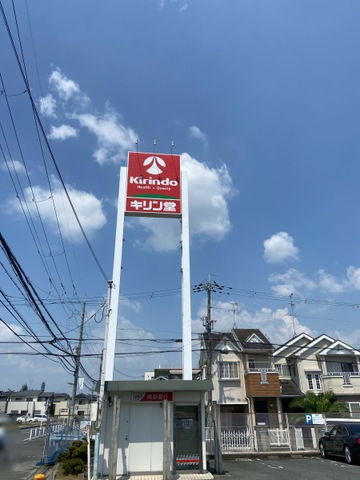 Kirindo
Health & Beauty
キリン堂
P